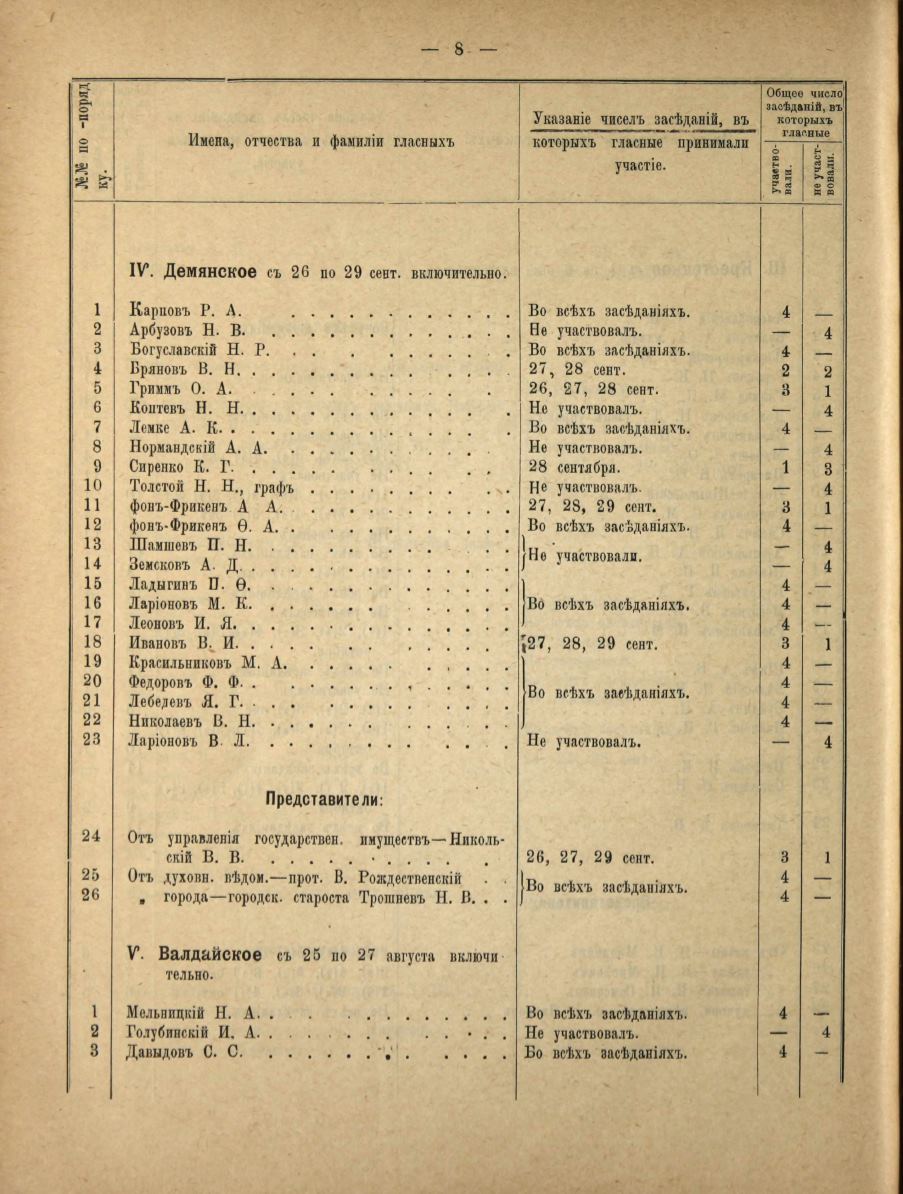 — 8 —
№№ по -порядку.
Имена, отчества и фамиліи гласныхъ
Указаніе чиселъ засѣданій, въ
которыхъ гласные принимали
участіе.
Общее число
засѣданій, въ
которыхъ
гласные
участво-
вали.
не участ-
вовали.
IV. Демянское съ 26 по 29 сент. включительно.
1 Карповъ Р. А. . . . . . . . . . . . Во всѣхъ засѣданіяхъ. 4 —
2 Арбузовъ Н. В. . . . . . . . . . . . Не участвовалъ. — 4
3 Богуславскій Н. Р. . . . . . . . . . . Во всѣхъ засѣданіяхъ. 4 —
4 Бряновъ В. Н. . . . . . . . . . . . 27, 28 сент. 2 2
5 Гриммъ О. А. . . . . . . . . . . 26, 27, 28 сент. 3 1
6 Коптевъ Н. Н. . . . . . . . . . . . Не участвовалъ. — 4
7 Лемке А. К. . . . . . . . . . . . . Во всѣхъ засѣданіяхъ. 4 —
8 Нормандскій А. А. . . . . . . . . . Не участвовалъ. — 4
9 Сиренко К. Г. . . . . . . . . . . 28 сентября. 1 3
10 Толстой Н. Н., графъ . . . . . . . . . Не участвовалъ. — 4
11 фонъ-Фрикенъ А А. . . . . . . . . . . 27, 28, 29 сент. 3 1
12 фонъ-Фрикенъ Ѳ. А. . . . . . . . . . . Во всѣхъ засѣданіяхъ. 4 —
13 Шамшевъ П. Н. . . . . . . . . . . . — 4
Не участвовали.
14 Земсковъ А. Д. . . . . . . . . . . . — 4
15 Ладыгинъ П. Ѳ. . . . . . . . . . . . 4 —
16 Ларіоновъ М. К. . . . . . . . . . . . Во всѣхъ засѣданіяхъ. 4 —
17 Леоновъ И. Я. . . . . . . . . . . . 4 —
18 Ивановъ В. И. . . . . . . . . . . . 27, 28, 29 сент. 3 1
19 Красильниковъ М. А. . . . . . . . . . 4 —
20 Федоровъ Ф. Ф. . . . . . . . . . . . 4 —
Во всѣхъ засѣданіяхъ.
21 Лебедевъ Я. Г. . . . . . . . . . . . 4 —
22 Николаевъ В. Н. . . . . . . . . . . . 4 —
23 Ларіоновъ В. Л. . . . . . . . . . . . Не участвовалъ. — 4
Представители:
24 Отъ управленія государствен. имуществъ—Николь-
скій В. В. . . . . . . . . . . 26, 27, 29 сент. 3 1
25 Отъ духовн. вѣдом.—прот. В. Рождественскій . . 4 —
Во всѣхъ засѣданіяхъ.
26 „ города—городск. староста Трошневъ Н. В. . . 4 —
V. Валдайское съ 25 по 27 августа включи-
тельно.
1 Мельницкій Н. А. . . . . . . . . . . Во всѣхъ засѣданіяхъ. 4 —
2 Голубинскій И. А. . . . . . . . . . . Не участвовалъ. — 4
3 Давыдовъ С. С. . . . . . . . . . . . Во всѣхъ засѣданіяхъ. 4 —